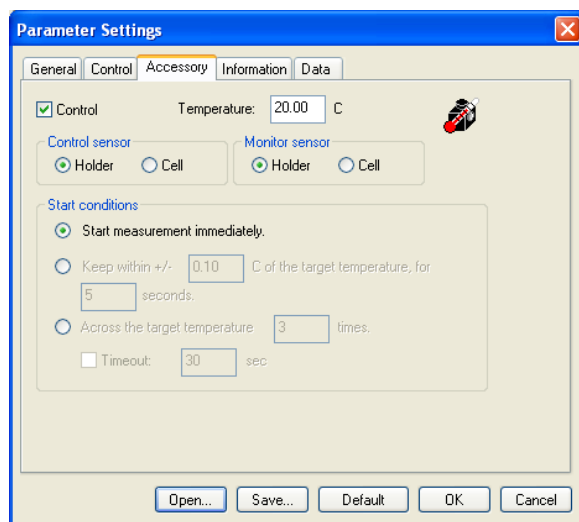 Parameter Settings
General Control Accessory Information Data
Control Temperature: 20.00 C
Control sensor Monitor sensor
Holder Cell Holder Cell
Start conditions
Start measurement immediately.
Keep within +/- 0.10 C of the target temperature, for
5 seconds.
Across the target temperature 3 times.
Timeout: 30 sec
Open... Save... Default OK Cancel